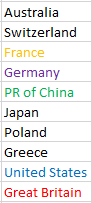 Australia
Switzerland
France
Germany
PR of China
Japan
Poland
Greece
United States
Great Britain